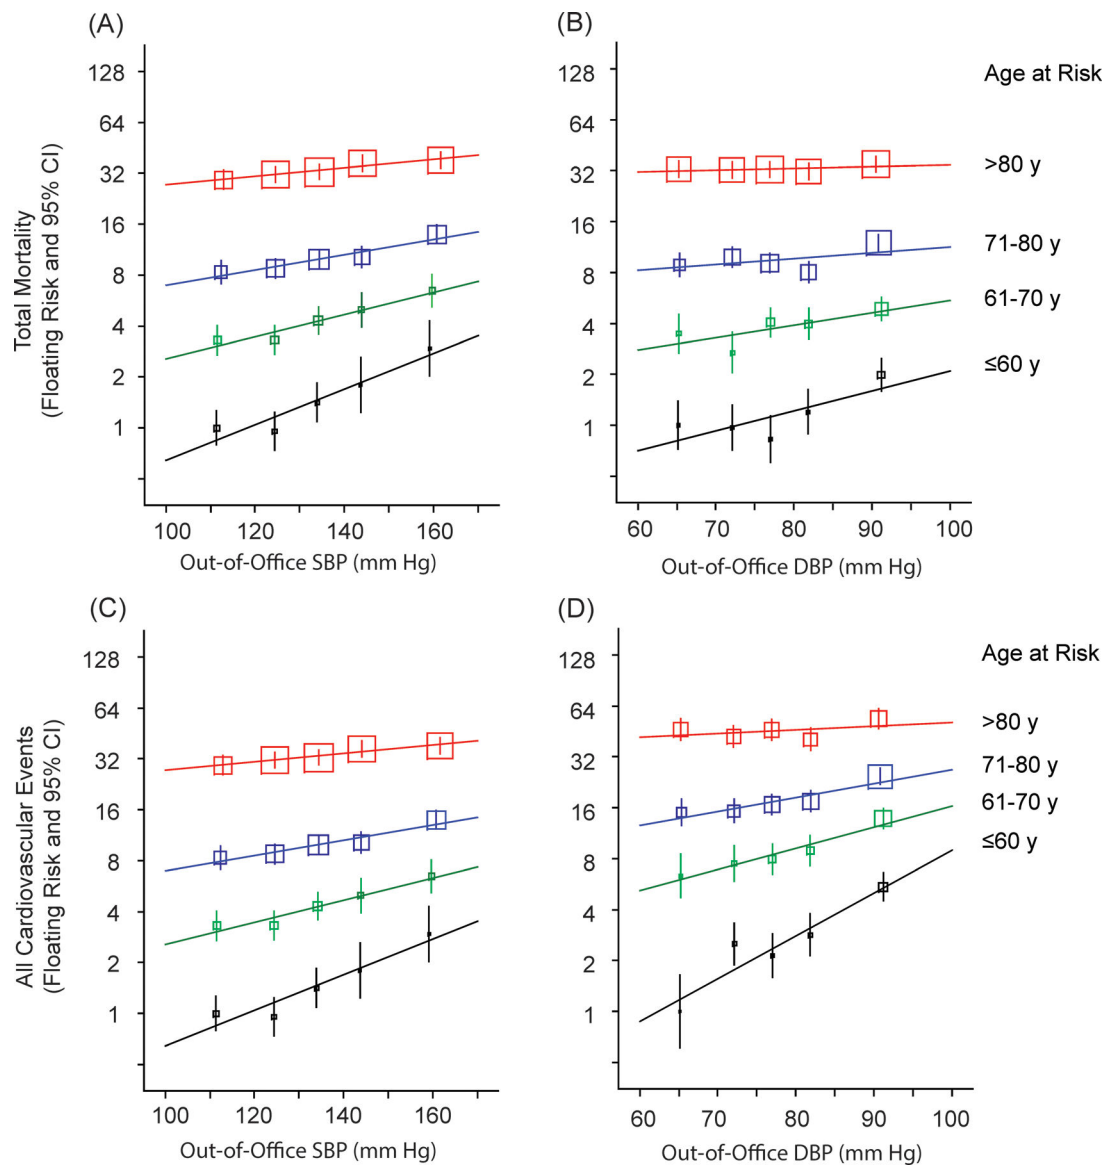 (A)
(B)
Total Mortality
(Floating Risk and 95% CI)
128
64
32
16
8
4
2
1
100 120 140 160
Out-of-Office SBP (mm Hg)
128
64
32
16
8
4
2
1
60 70 80 90 100
Out-of-Office DBP (mm Hg)
Age at Risk
>80 y
71-80 y
61-70 y
≤60 y
(C)
(D)
All Cardiovascular Events
(Floating Risk and 95% CI)
128
64
32
16
8
4
2
1
100 120 140 160
Out-of-Office SBP (mm Hg)
128
64
32
16
8
4
2
1
60 70 80 90 100
Out-of-Office DBP (mm Hg)
Age at Risk
>80 y
71-80 y
61-70 y
≤60 y